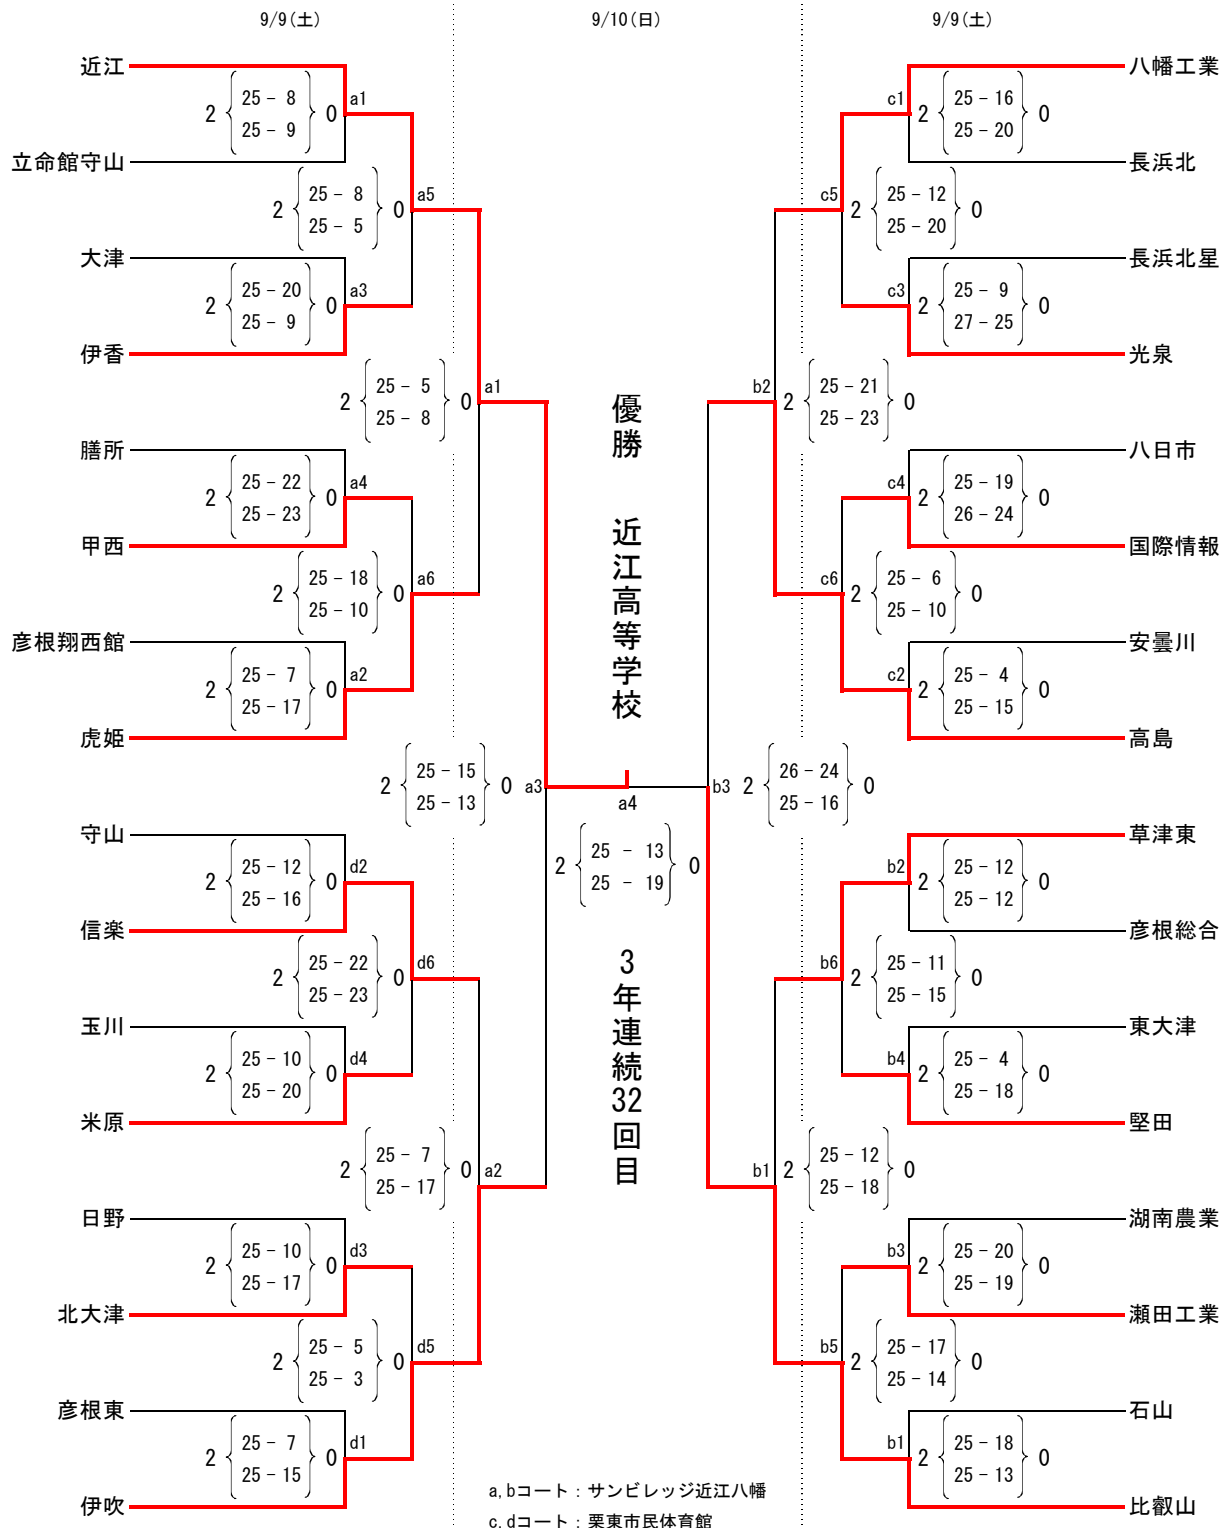 9/9(土)
9/10(日)
9/9(土)
近江
2 25 - 8 0 a1
25 - 9
立命館守山
2 25 - 8 0 a5
25 - 5
大津
2 25 - 20 0 a3
25 - 9
伊香
2 25 - 5 0 a1
25 - 8
膳所
2 25 - 22 0 a4
25 - 23
甲西
2 25 - 18 0 a6
25 - 10
彦根翔西館
2 25 - 7 0 a2
25 - 17
虎姫
2 25 - 15 0 a3
25 - 13
守山
2 25 - 12 0 d2
25 - 16
信楽
2 25 - 22 0 d6
25 - 23
玉川
2 25 - 10 0 d4
25 - 20
米原
2 25 - 7 0 a2
25 - 17
日野
2 25 - 10 0 d3
25 - 17
北大津
2 25 - 5 0 d5
25 - 3
彦根東
2 25 - 7 0 d1
25 - 15
伊吹
優勝 近江高等学校 3年連続32回目
a4
2 25 - 13 0
25 - 19
八幡工業
c1 2 25 - 16 0
25 - 20
長浜北
c5 2 25 - 12 0
25 - 20
長浜北星
c3 2 25 - 9 0
27 - 25
光泉
b2 2 25 - 21 0
25 - 23
八日市
c4 2 25 - 19 0
26 - 24
国際情報
c6 2 25 - 6 0
25 - 10
安曇川
c2 2 25 - 4 0
25 - 15
高島
b3 2 26 - 24 0
25 - 16
草津東
b2 2 25 - 12 0
25 - 12
彦根総合
b6 2 25 - 11 0
25 - 15
東大津
b4 2 25 - 4 0
25 - 18
堅田
b1 2 25 - 12 0
25 - 18
湖南農業
b3 2 25 - 20 0
25 - 19
瀬田工業
b5 2 25 - 17 0
25 - 14
石山
b1 2 25 - 18 0
25 - 13
比叡山
a,bコート：サンビレッジ近江八幡
c,dコート：栗東市民体育館